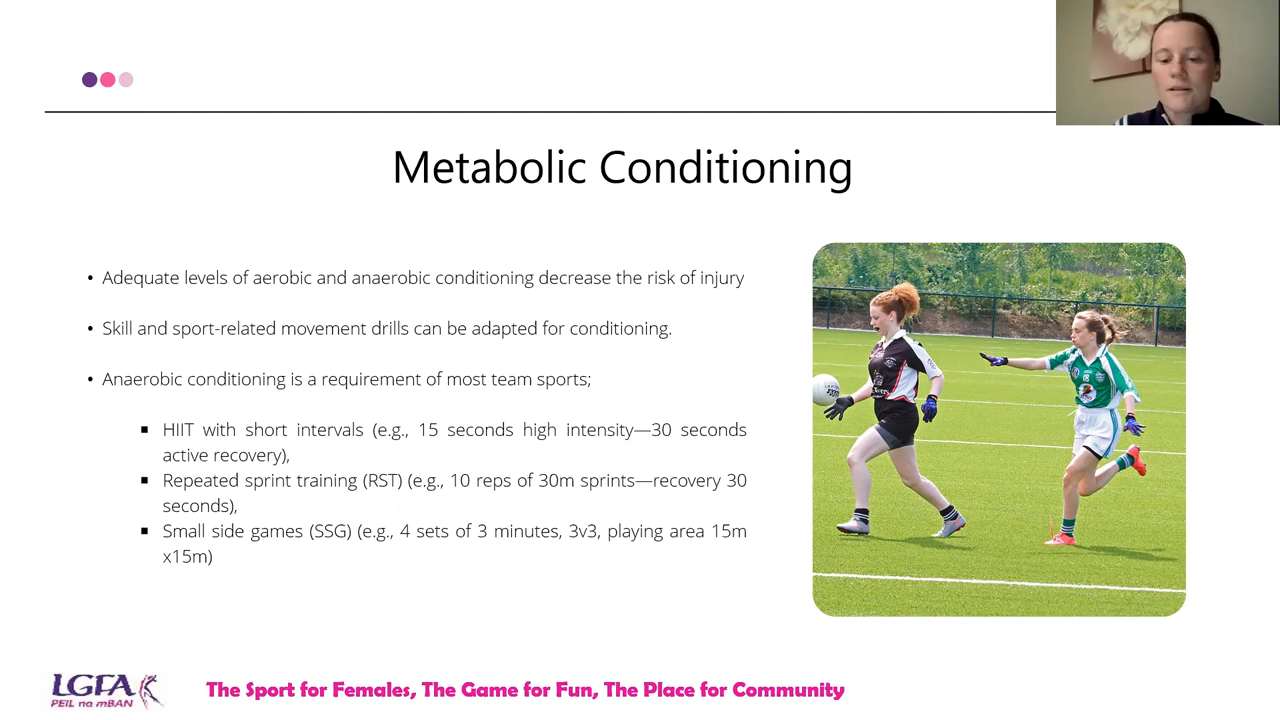 Metabolic Conditioning
• Adequate levels of aerobic and anaerobic conditioning decrease the risk of injury
• Skill and sport-related movement drills can be adapted for conditioning.
• Anaerobic conditioning is a requirement of most team sports;
▪ HIIT with short intervals (e.g., 15 seconds high intensity—30 seconds
active recovery),
▪ Repeated sprint training (RST) (e.g., 10 reps of 30m sprints—recovery 30
seconds),
▪ Small side games (SSG) (e.g., 4 sets of 3 minutes, 3v3, playing area 15m
x15m)
LGFA
PEIL na mBAN
The Sport for Females, The Game for Fun, The Place for Community